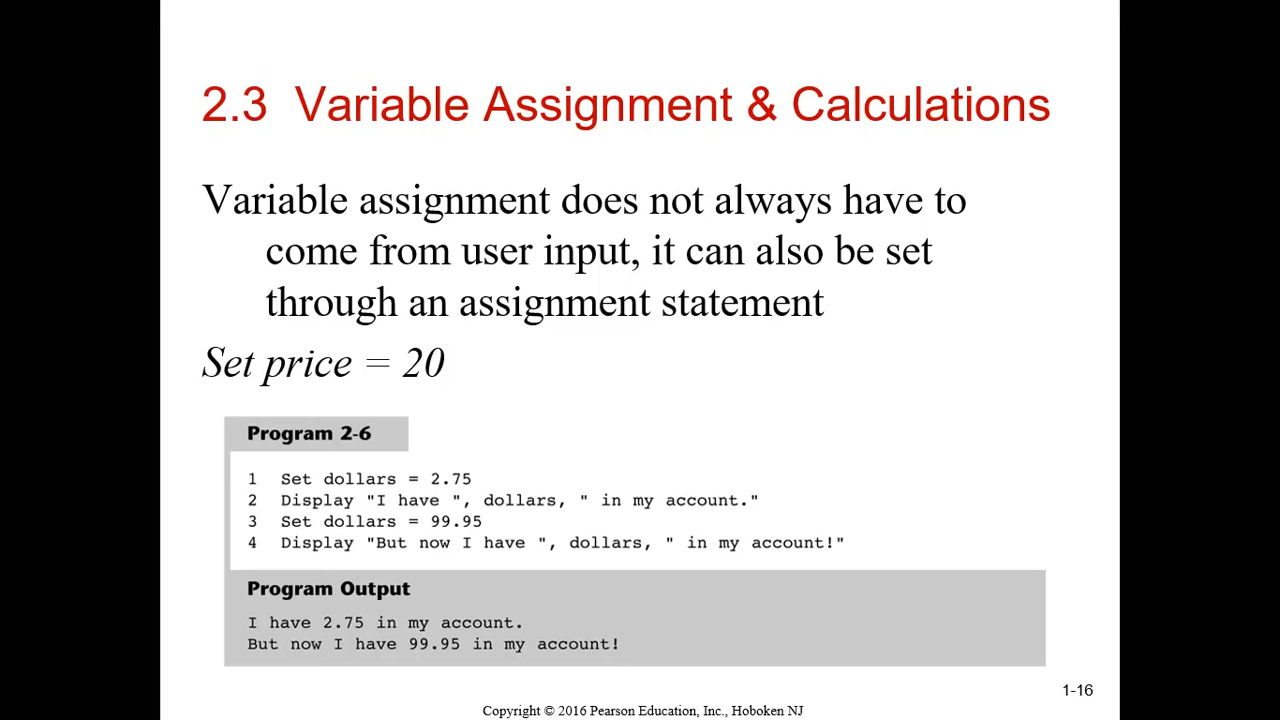 2.3 Variable Assignment & Calculations
Variable assignment does not always have to
come from user input, it can also be set
through an assignment statement
Set price = 20
Program 2-6
1 Set dollars = 2.75
2 Display "I have ", dollars, " in my account."
3 Set dollars = 99.95
4 Display "But now I have ", dollars, " in my account!"
Program Output
I have 2.75 in my account.
But now I have 99.95 in my account!
1-16
Copyright © 2016 Pearson Education, Inc., Hoboken NJ